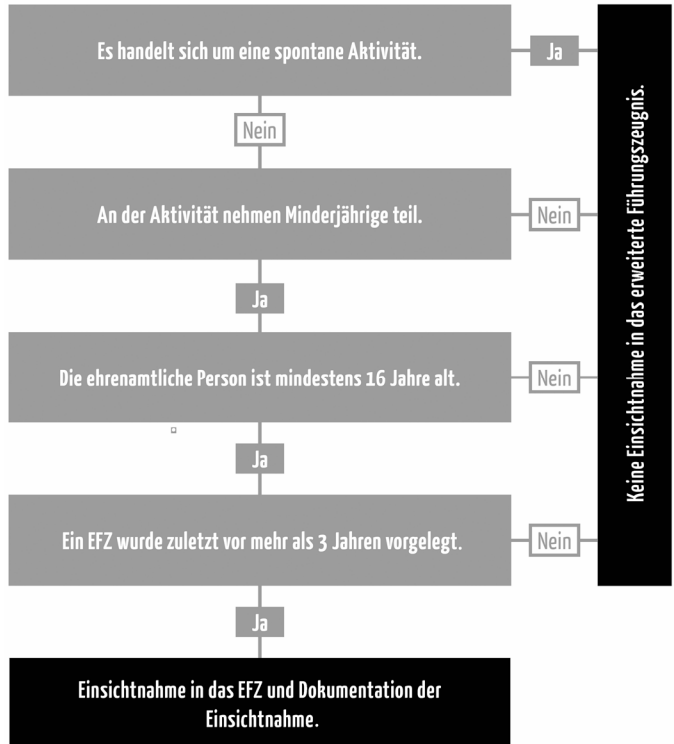 Es handelt sich um eine spontane Aktivität.
Ja
Nein
An der Aktivität nehmen Minderjährige teil.
Nein
Ja
Die ehrenamtliche Person ist mindestens 16 Jahre alt.
Nein
Ja
Ein EFZ wurde zuletzt vor mehr als 3 Jahren vorgelegt.
Nein
Ja
Einsichtnahme in das EFZ und Dokumentation der
Einsichtnahme.
Keine Einsichtnahme in das erweiterte Führungszeugnis.